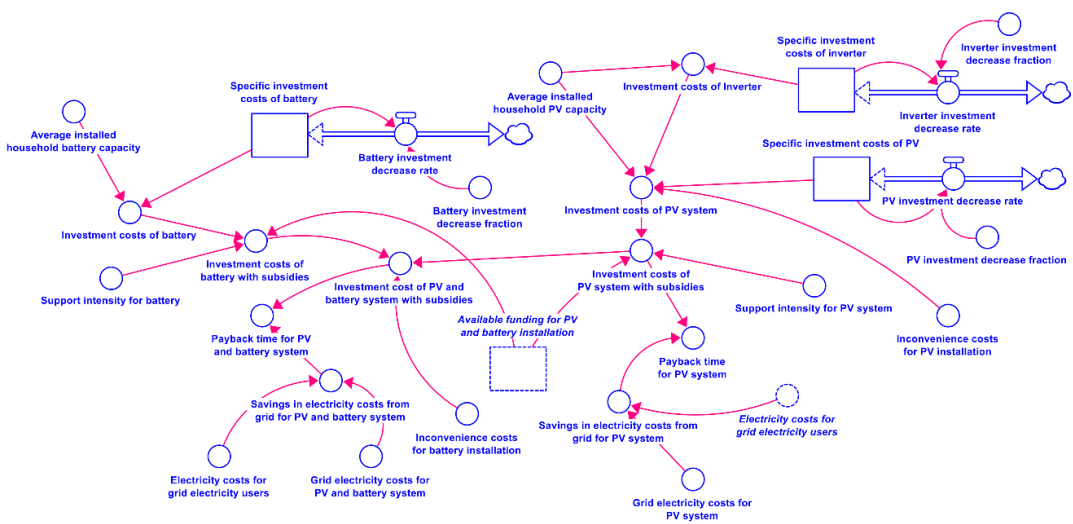 Specific investment
costs of inverter
Inverter investment
decrease fraction
Specific investment
costs of battery
Average installed
household PV capacity
Investment costs of Inverter
Inverter investment
decrease rate
Average installed
household battery capacity
Battery investment
decrease rate
Specific investment costs of PV
PV investment decrease rate
Battery investment
decrease fraction
Investment costs of battery
Investment costs of PV system
PV investment decrease fraction
Investment costs of
battery with subsidies
Investment costs of
PV system with subsidies
Support intensity for battery
Investment cost of PV and
battery system with subsidies
Support intensity for PV system
Available funding for PV
and battery installation
Inconvenience costs
for PV installation
Payback time for PV
and battery system
Payback time
for PV system
Savings in electricity costs from
grid for PV and battery system
Inconvenience costs
for battery installation
Savings in electricity costs from
grid for PV system
Electricity costs for
grid electricity users
Electricity costs for
grid electricity users
Grid electricity costs for
PV and battery system
Grid electricity costs for
PV system